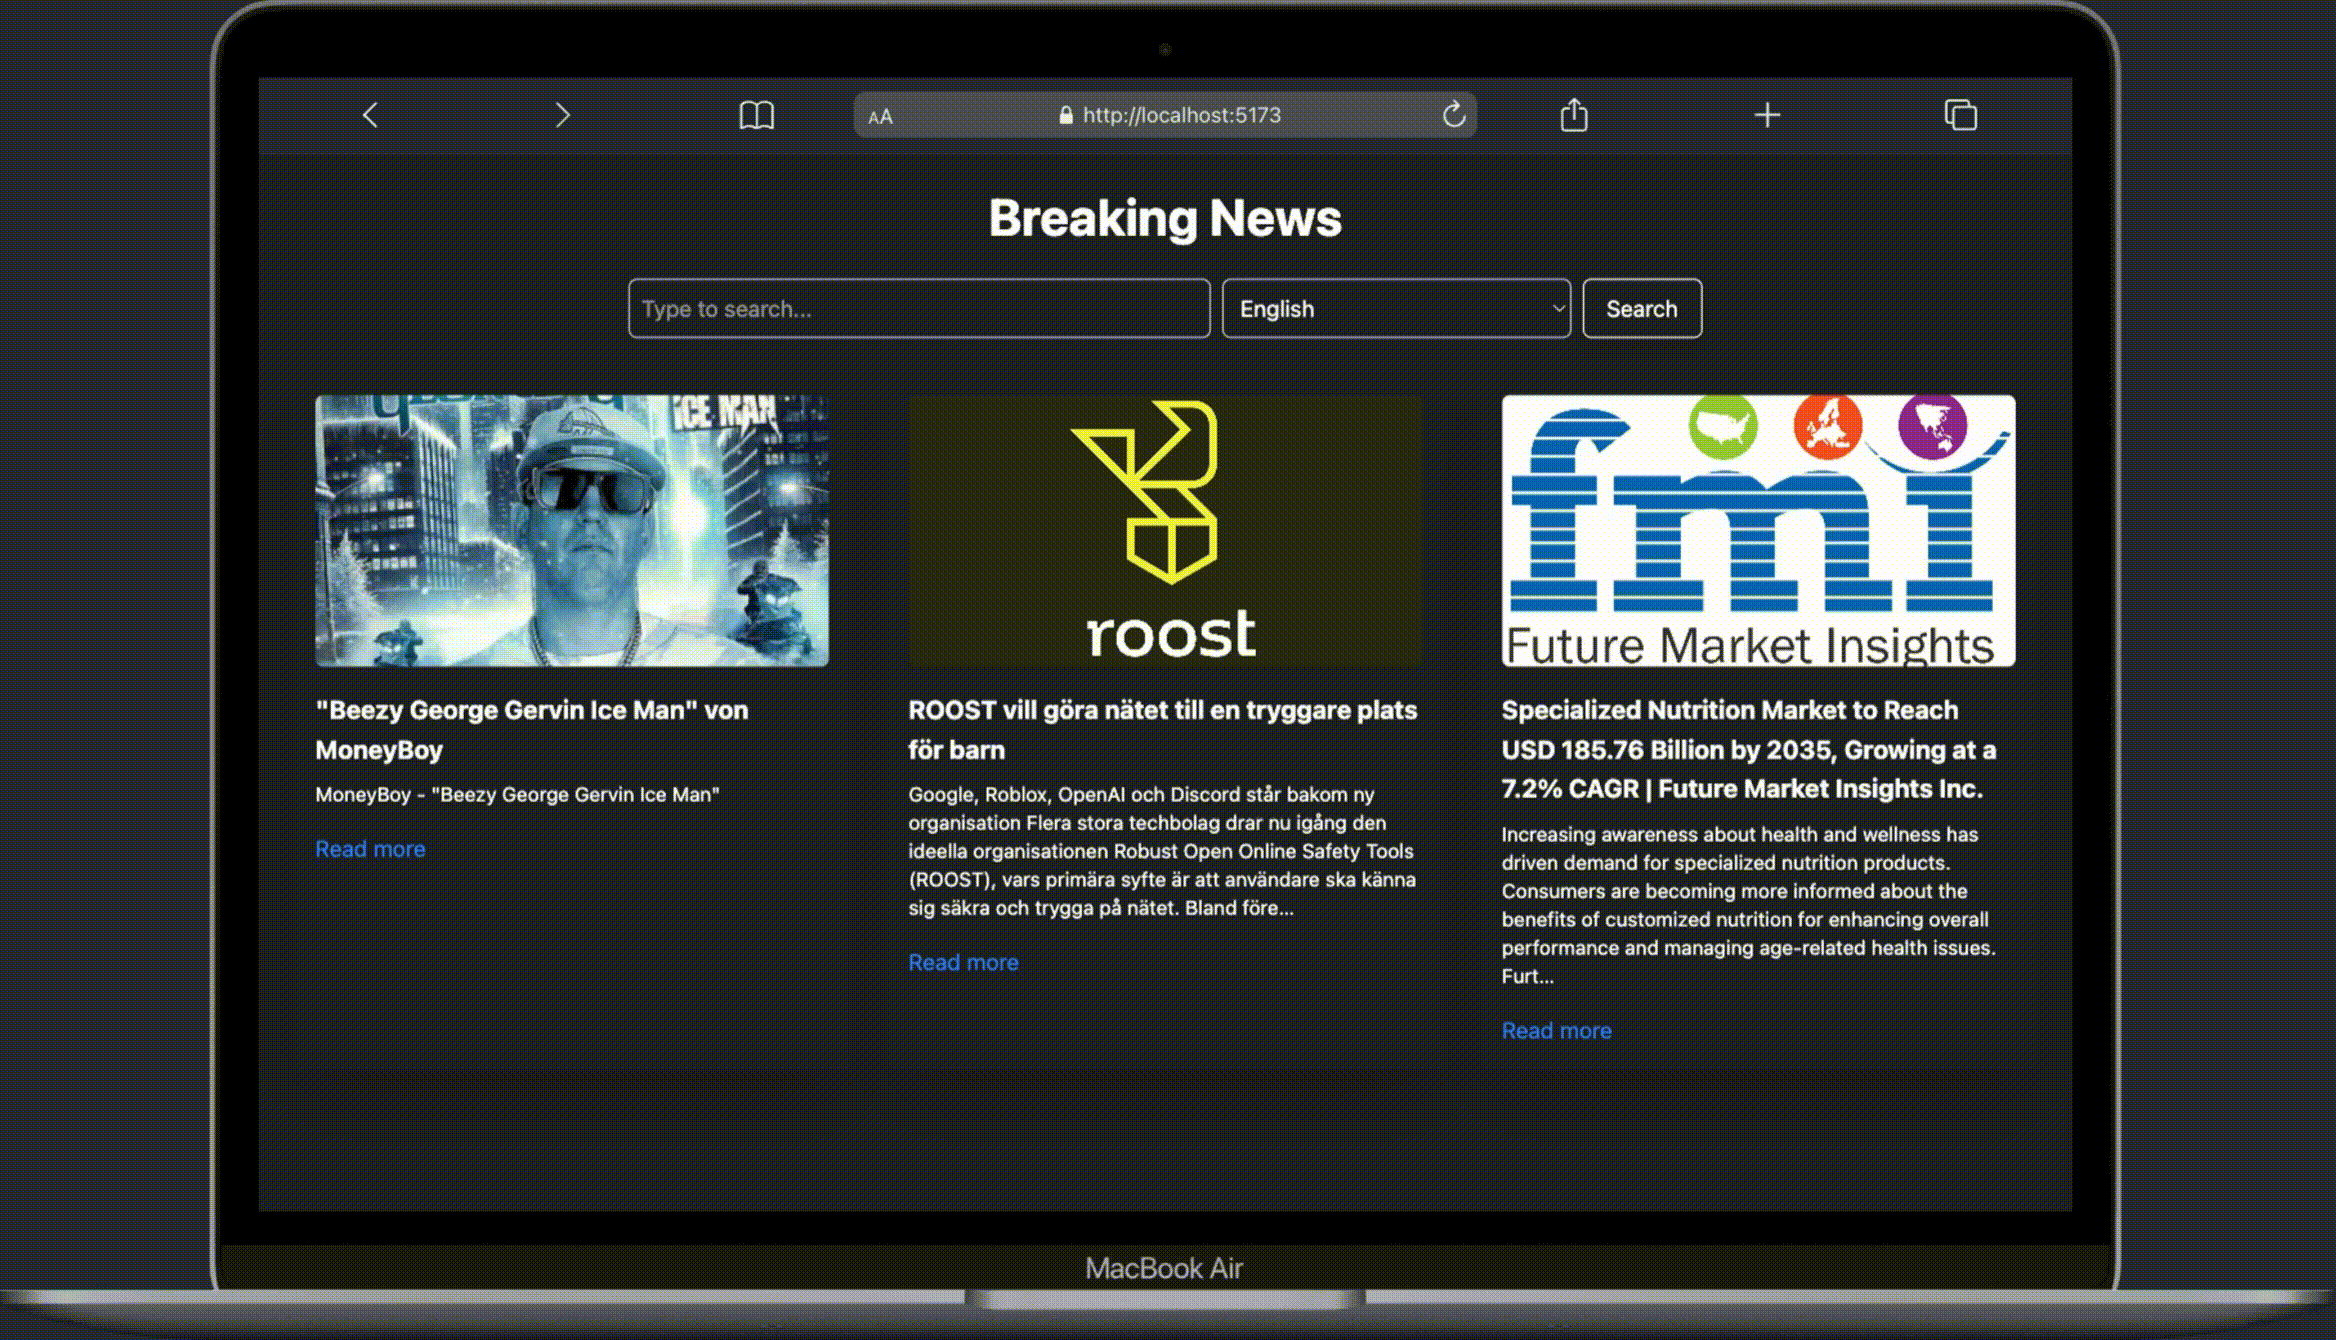 AA
http://localhost:5173
Breaking News
Type to search...
English
Search
ICE MAN
"Beezy George Gervin Ice Man" von
MoneyBoy
MoneyBoy - "Beezy George Gervin Ice Man"
Read more
roost
ROOST vill göra nätet till en tryggare plats
för barn
Google, Roblox, OpenAI och Discord står bakom ny
organisation Flera stora techbolag drar nu igång den
ideella organisationen Robust Open Online Safety Tools
(ROOST), vars primära syfte är att användare ska känna
sig säkra och trygga på nätet. Bland före...
Read more
fmi
Future Market Insights
Specialized Nutrition Market to Reach
USD 185.76 Billion by 2035, Growing at a
7.2% CAGR | Future Market Insights Inc.
Increasing awareness about health and wellness has
driven demand for specialized nutrition products.
Consumers are becoming more informed about the
benefits of customized nutrition for enhancing overall
performance and managing age-related health issues.
Furt...
Read more
MacBook Air